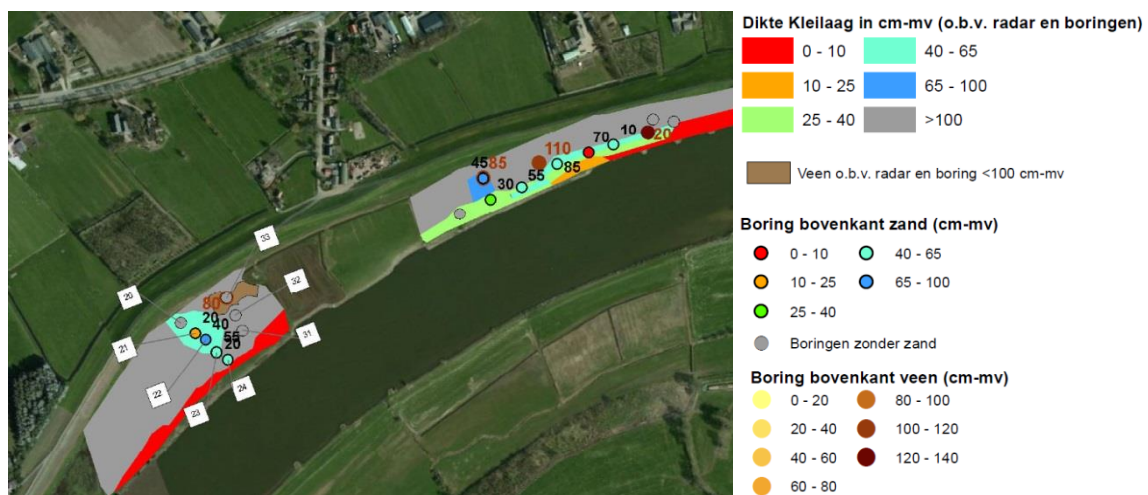 Dikte Kleilaag in cm-mv (o.b.v. radar en boringen)
0 - 10
40 - 65
10 - 25
65 - 100
25 - 40
>100
Veen o.b.v. radar en boring <100 cm-mv
Boring bovenkant zand (cm-mv)
0 - 10
40 - 65
10 - 25
65 - 100
25 - 40
Boringen zonder zand
Boring bovenkant veen (cm-mv)
0 - 20
80 - 100
20 - 40
100 - 120
40 - 60
120 - 140
60 - 80
70
10
20
110
45
85
85
55
30
33
20
32
80
20
40
55
20
31
21
22
23
24